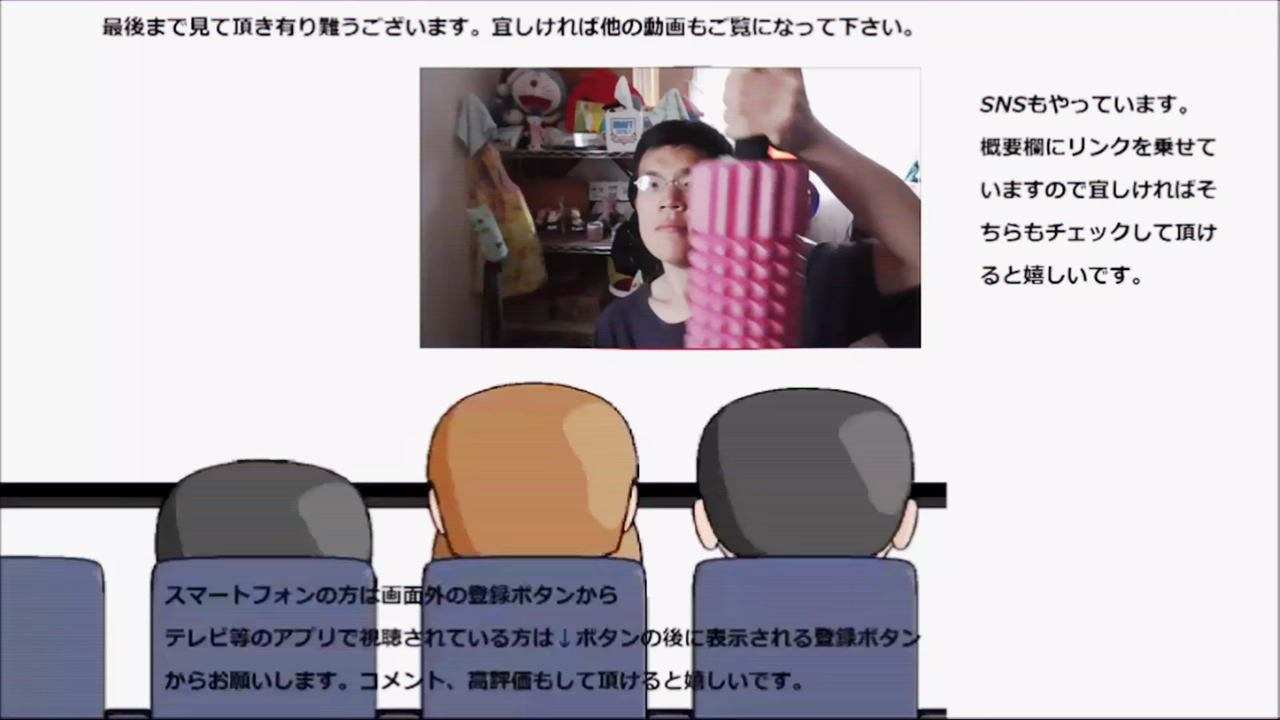 最後まで見て頂き有り難うございます。宜しければ他の動画もご覧になって下さい。
SNSもやっています。
概要欄にリンクを乗せて
いますので宜しければそ
ちらもチェックして頂け
ると嬉しいです。
スマートフォンの方は画面外の登録ボタンから
テレビ等のアプリで視聴されている方は↓ボタンの後に表示される登録ボタン
からお願いします。コメント、高評価もして頂けると嬉しいです。